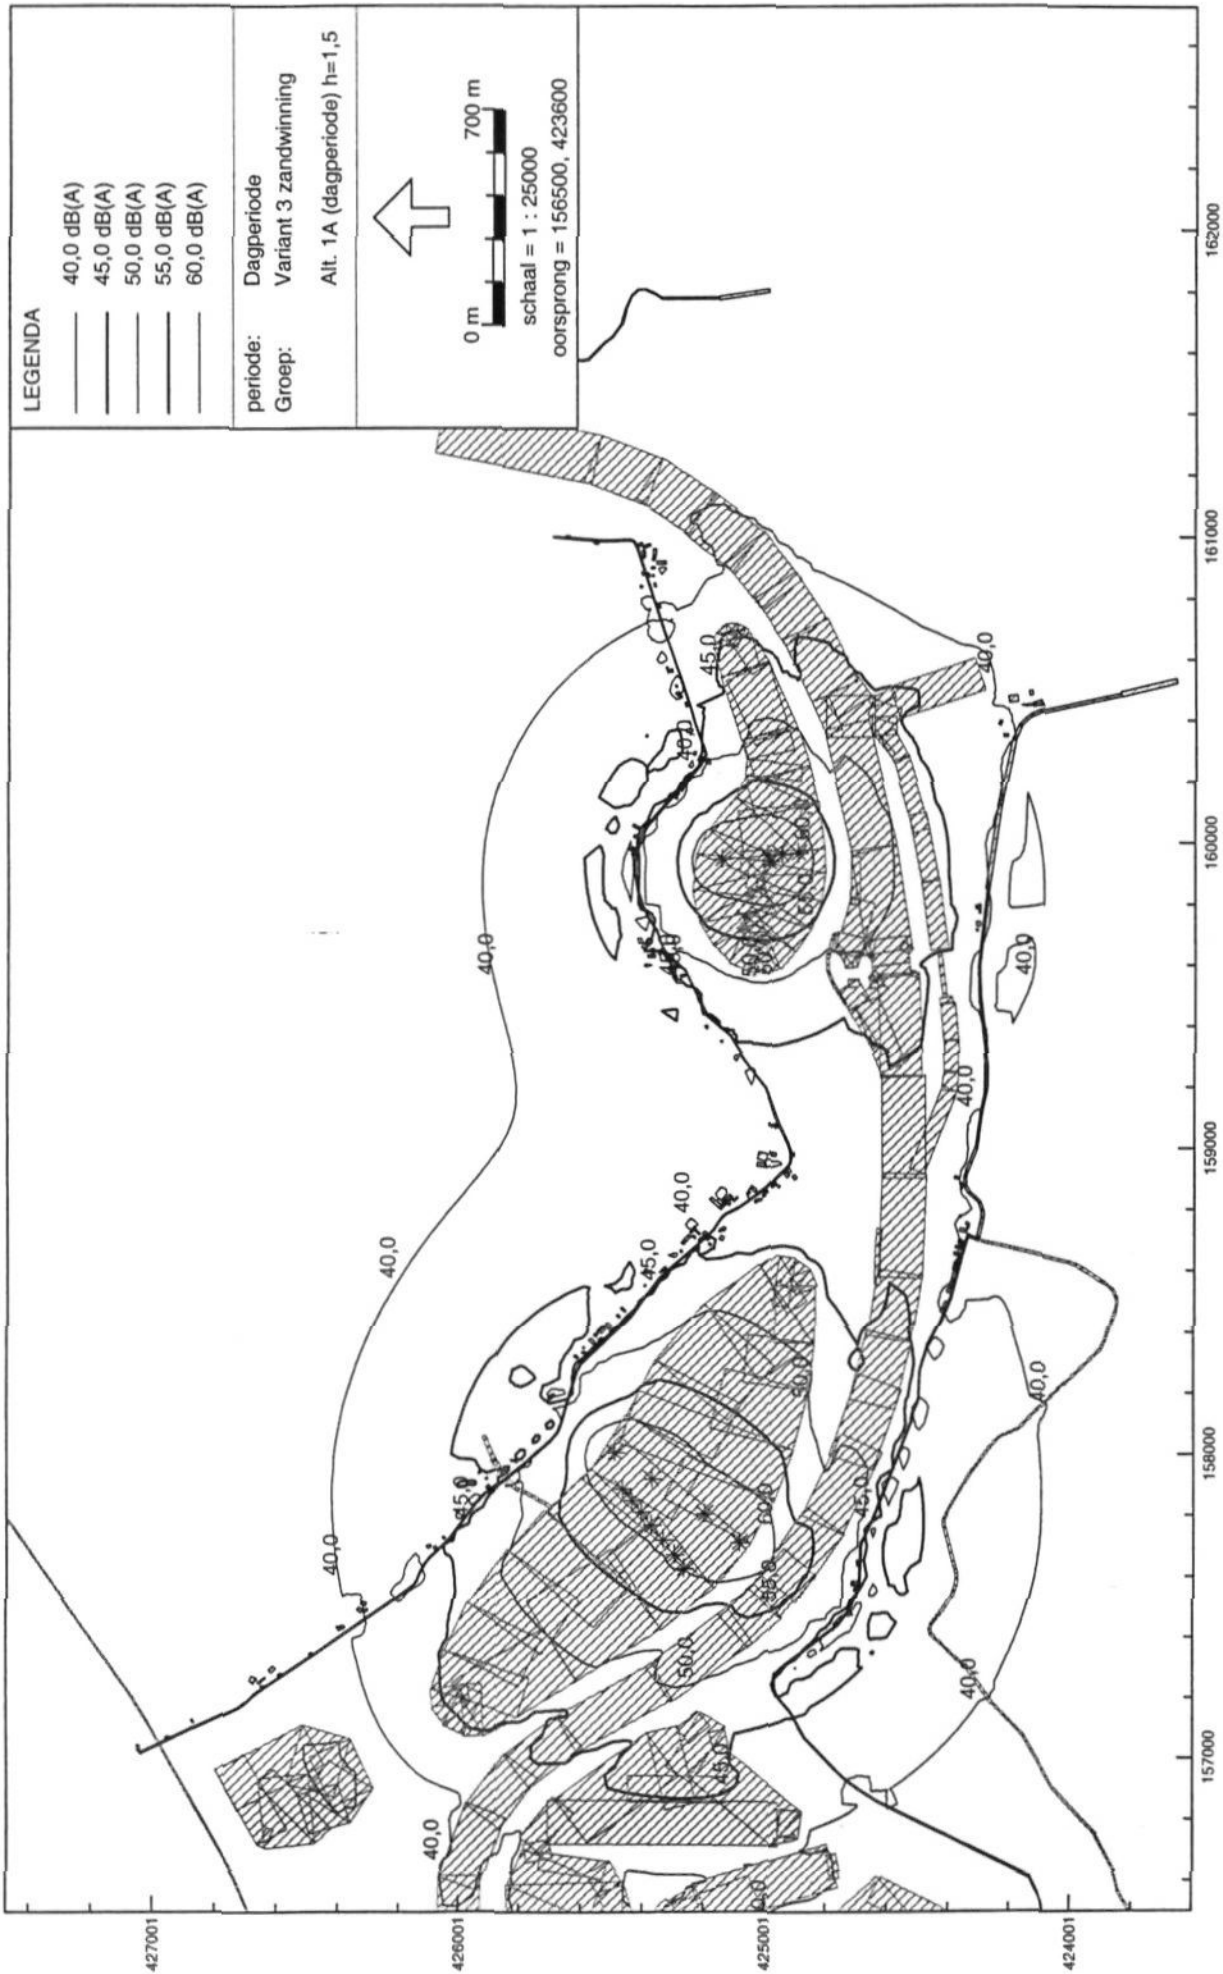 LEGENDA
40,0 dB(A)
45,0 dB(A)
50,0 dB(A)
55,0 dB(A)
60,0 dB(A)
periode: Dagperiode
Groep: Variant 3 zandwinning
Alt. 1A (dagperiode) h=1,5
0 m 700 m
schaal = 1 : 25000
oorsprong = 156500, 423600
427001
426001
425001
424001
157000
158000
159000
160000
161000
162000
40,0
40,0
40,0
40,0
45,0
45,0
40,0
45,0
40,0
40,0
40,0
40,0
40,0
40,0
45,0
45,0
50,0
50,0
60,0